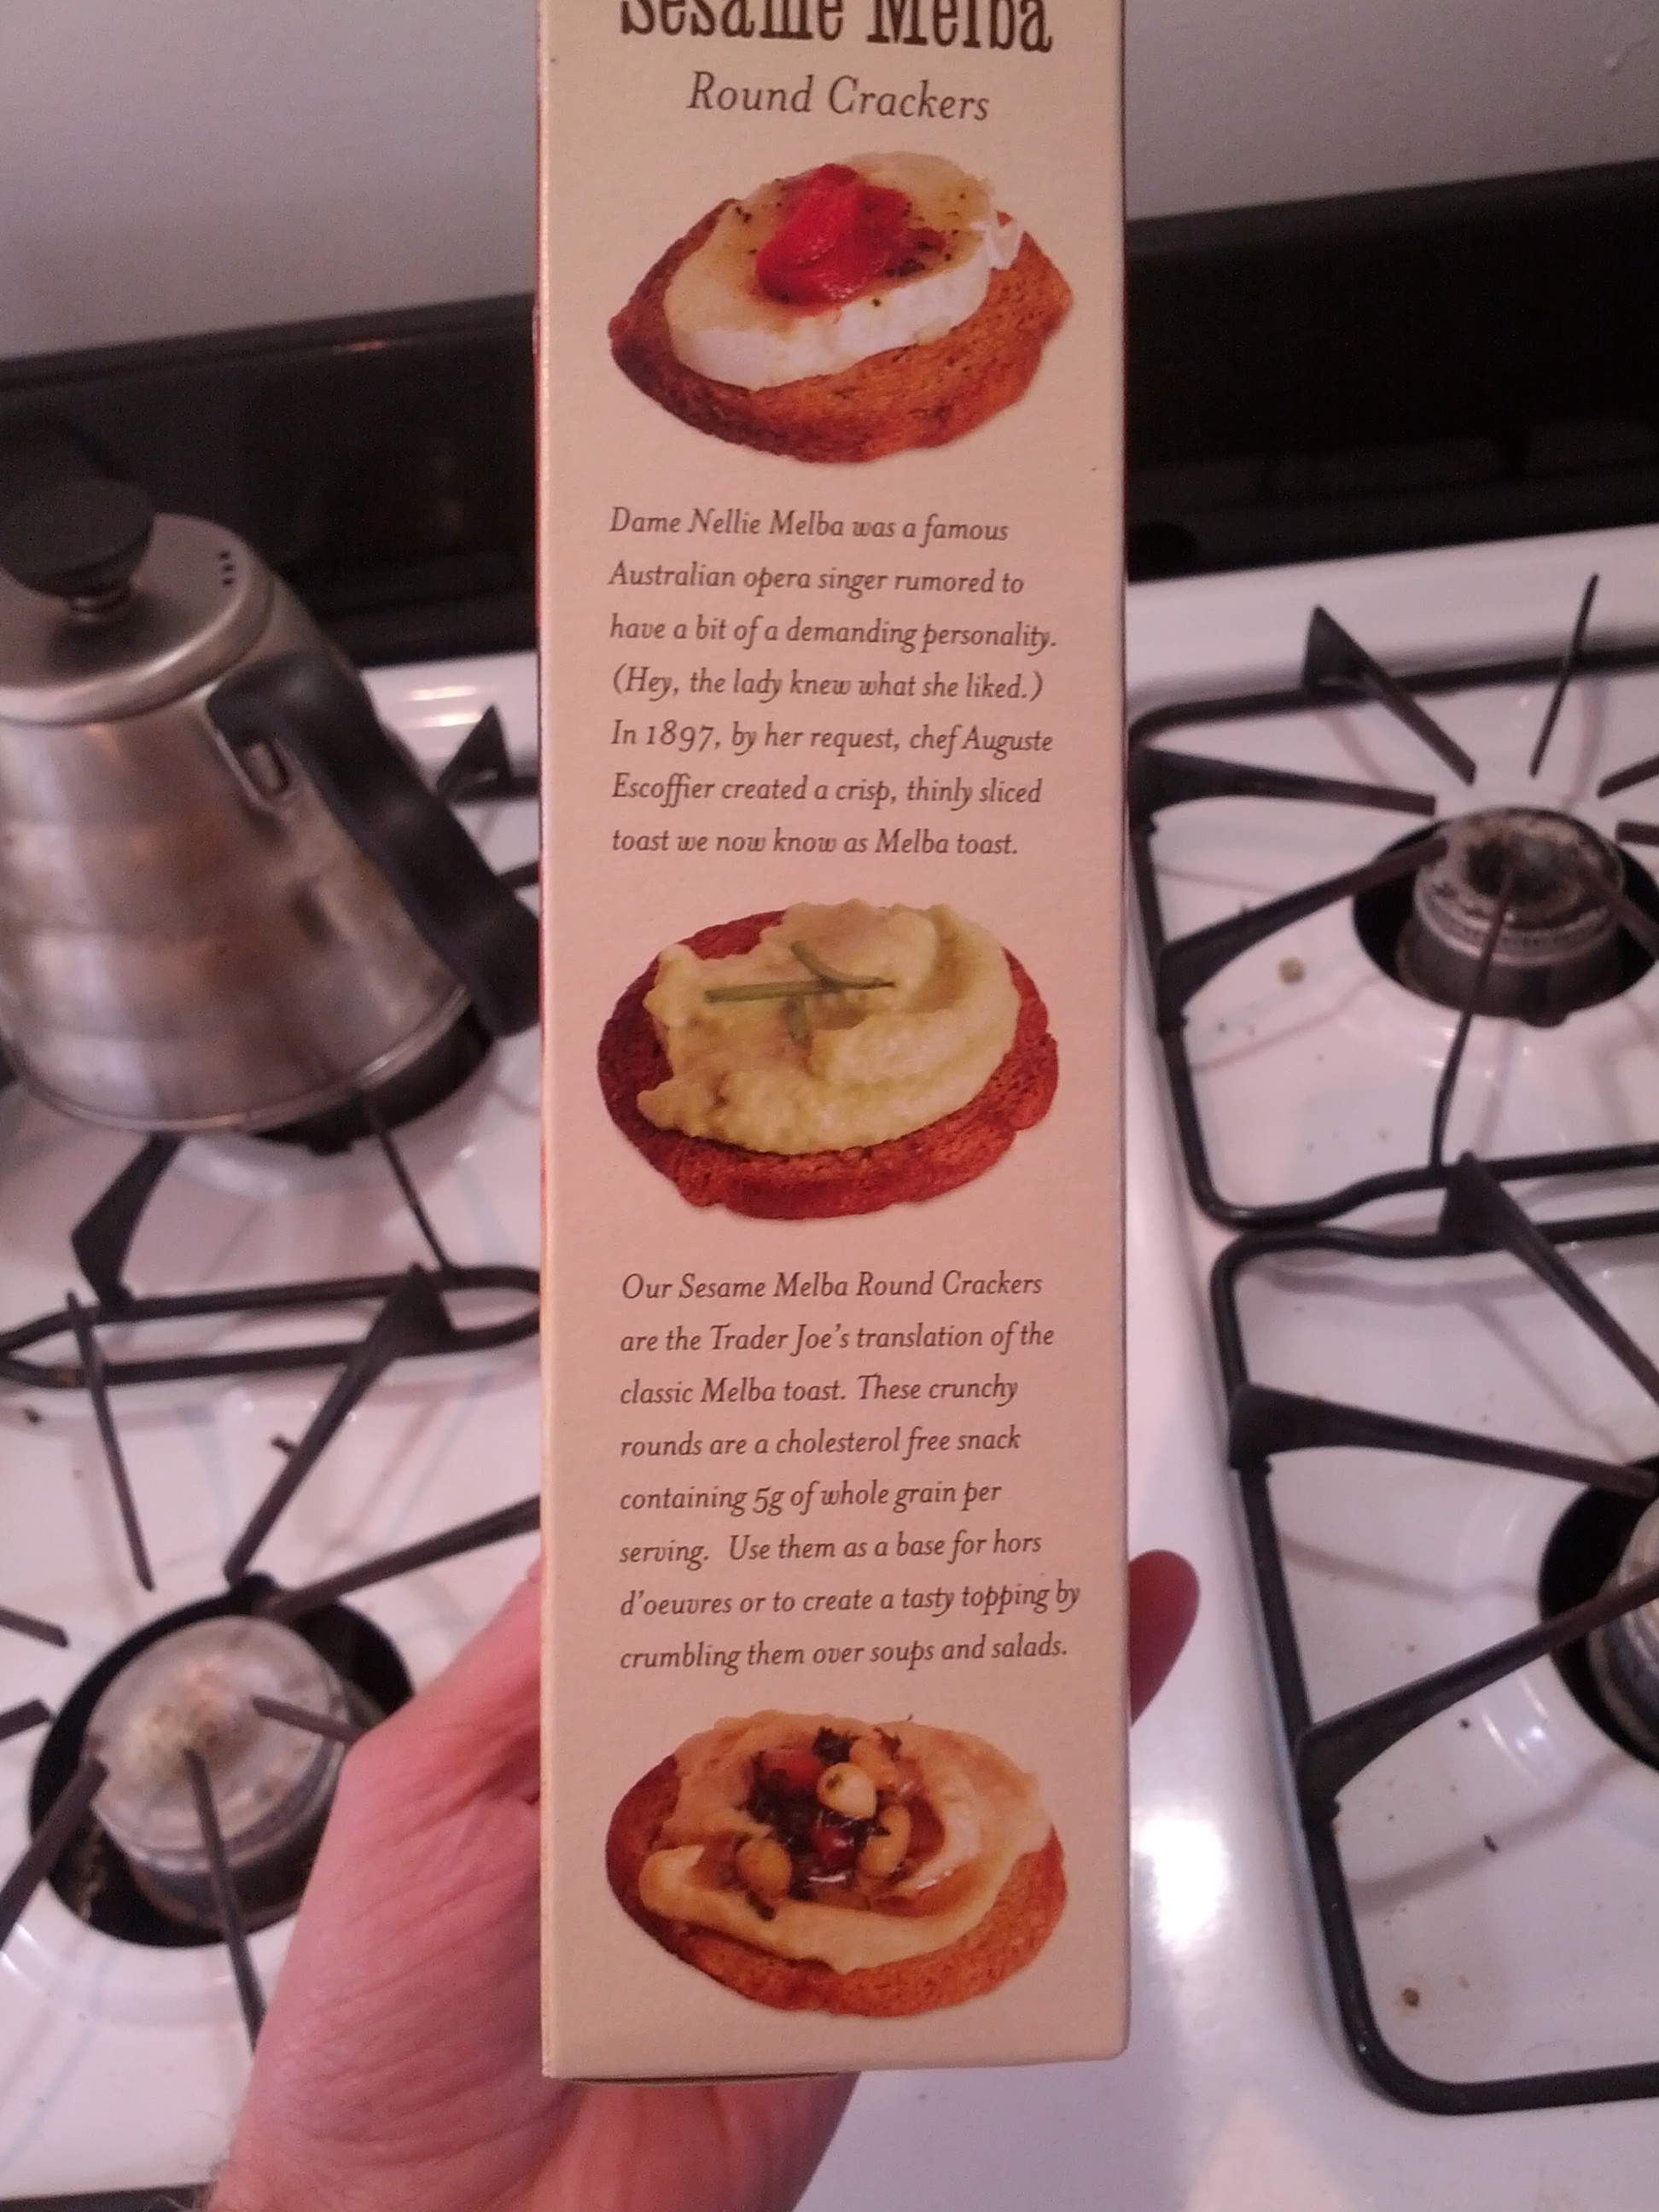 Sesame Melba
Round Crackers
Dame Nellie Melba was a famous
Australian opera singer rumored to
have a bit of a demanding personality.
(Hey, the lady knew what she liked.)
In 1897, by her request, chef Auguste
Escoffier created a crisp, thinly sliced
toast we now know as Melba toast.
Our Sesame Melba Round Crackers
are the Trader Joe's translation of the
classic Melba toast. These crunchy
rounds are a cholesterol free snack
containing 5g of whole grain per
serving. Use them as a base for hors
d'oeuvres or to create a tasty topping by
crumbling them over soups and salads.